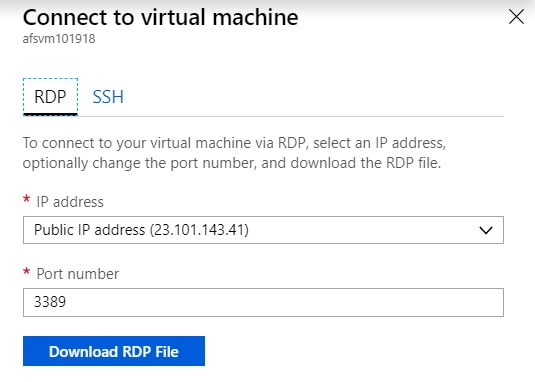 Connect to virtual machine
afsvm101918
RDP SSH
To connect to your virtual machine via RDP, select an IP address,
optionally change the port number, and download the RDP file.
* IP address
Public IP address (23.101.143.41)
* Port number
3389
Download RDP File